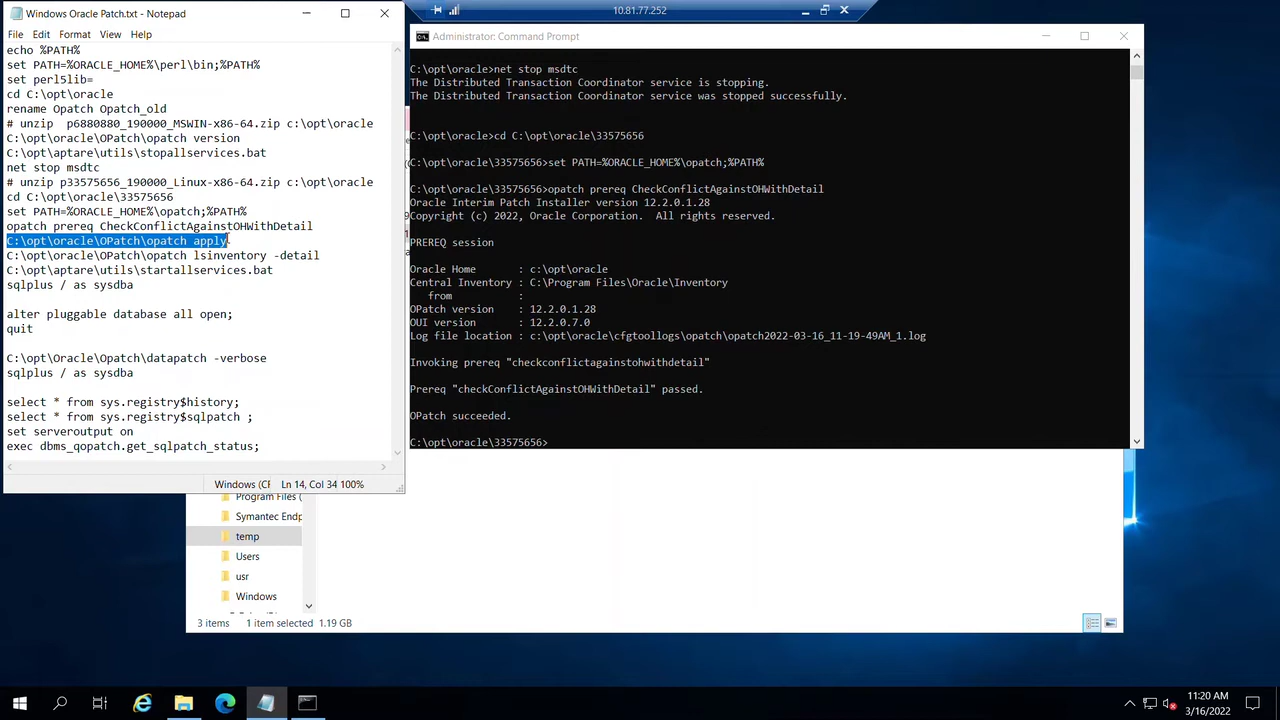 Windows Oracle Patch.txt - Notepad
File Edit Format View Help
echo %PATH%
set PATH=%ORACLE_HOME%\perl\bin;%PATH%
set perl5lib=
cd C:\opt\oracle
rename Opatch Opatch_old
# unzip  p6880880_190000_MSWIN-x86-64.zip c:\opt\oracle
C:\opt\oracle\OPatch\opatch version
C:\opt\aptare\utils\stopallservices.bat
net stop msdtc
# unzip p33575656_190000_Linux-x86-64.zip c:\opt\oracle
cd C:\opt\oracle\33575656
set PATH=%ORACLE_HOME%\opatch;%PATH%
opatch prereq CheckConflictAgainstOHWithDetail
C:\opt\oracle\OPatch\opatch apply
C:\opt\oracle\OPatch\opatch lsinventory -detail
C:\opt\aptare\utils\startallservices.bat
sqlplus / as sysdba
alter pluggable database all open;
quit
C:\opt\Oracle\Opatch\datapatch -verbose
sqlplus / as sysdba
select * from sys.registry$history;
select * from sys.registry$sqlpatch ;
set serveroutput on
exec dbms_qopatch.get_sqlpatch_status;
Windows (CF Ln 14, Col 34 100%
10.81.77.252
Administrator: Command Prompt
C:\opt\oracle>net stop msdtc
The Distributed Transaction Coordinator service is stopping.
The Distributed Transaction Coordinator service was stopped successfully.
C:\opt\oracle>cd C:\opt\oracle\33575656
C:\opt\oracle\33575656>set PATH=%ORACLE_HOME%\opatch;%PATH%
C:\opt\oracle\33575656>opatch prereq CheckConflictAgainstOHWithDetail
Oracle Interim Patch Installer version 12.2.0.1.28
Copyright (c) 2022, Oracle Corporation.  All rights reserved.
PREREQ session
Oracle Home       : c:\opt\oracle
Central Inventory : C:\Program Files\Oracle\Inventory
from           :
OPatch version    : 12.2.0.1.28
OUI version       : 12.2.0.7.0
Log file location : c:\opt\oracle\cfgtoollogs\opatch\opatch2022-03-16_11-19-49AM_1.log
Invoking prereq "checkconflictagainstohwithdetail"
Prereq "checkConflictAgainstOHWithDetail" passed.
OPatch succeeded.
C:\opt\oracle\33575656>
Program Files (
Symantec Endp
temp
Users
usr
Windows
3 items 1 item selected 1.19 GB
11:20 AM
3/16/2022